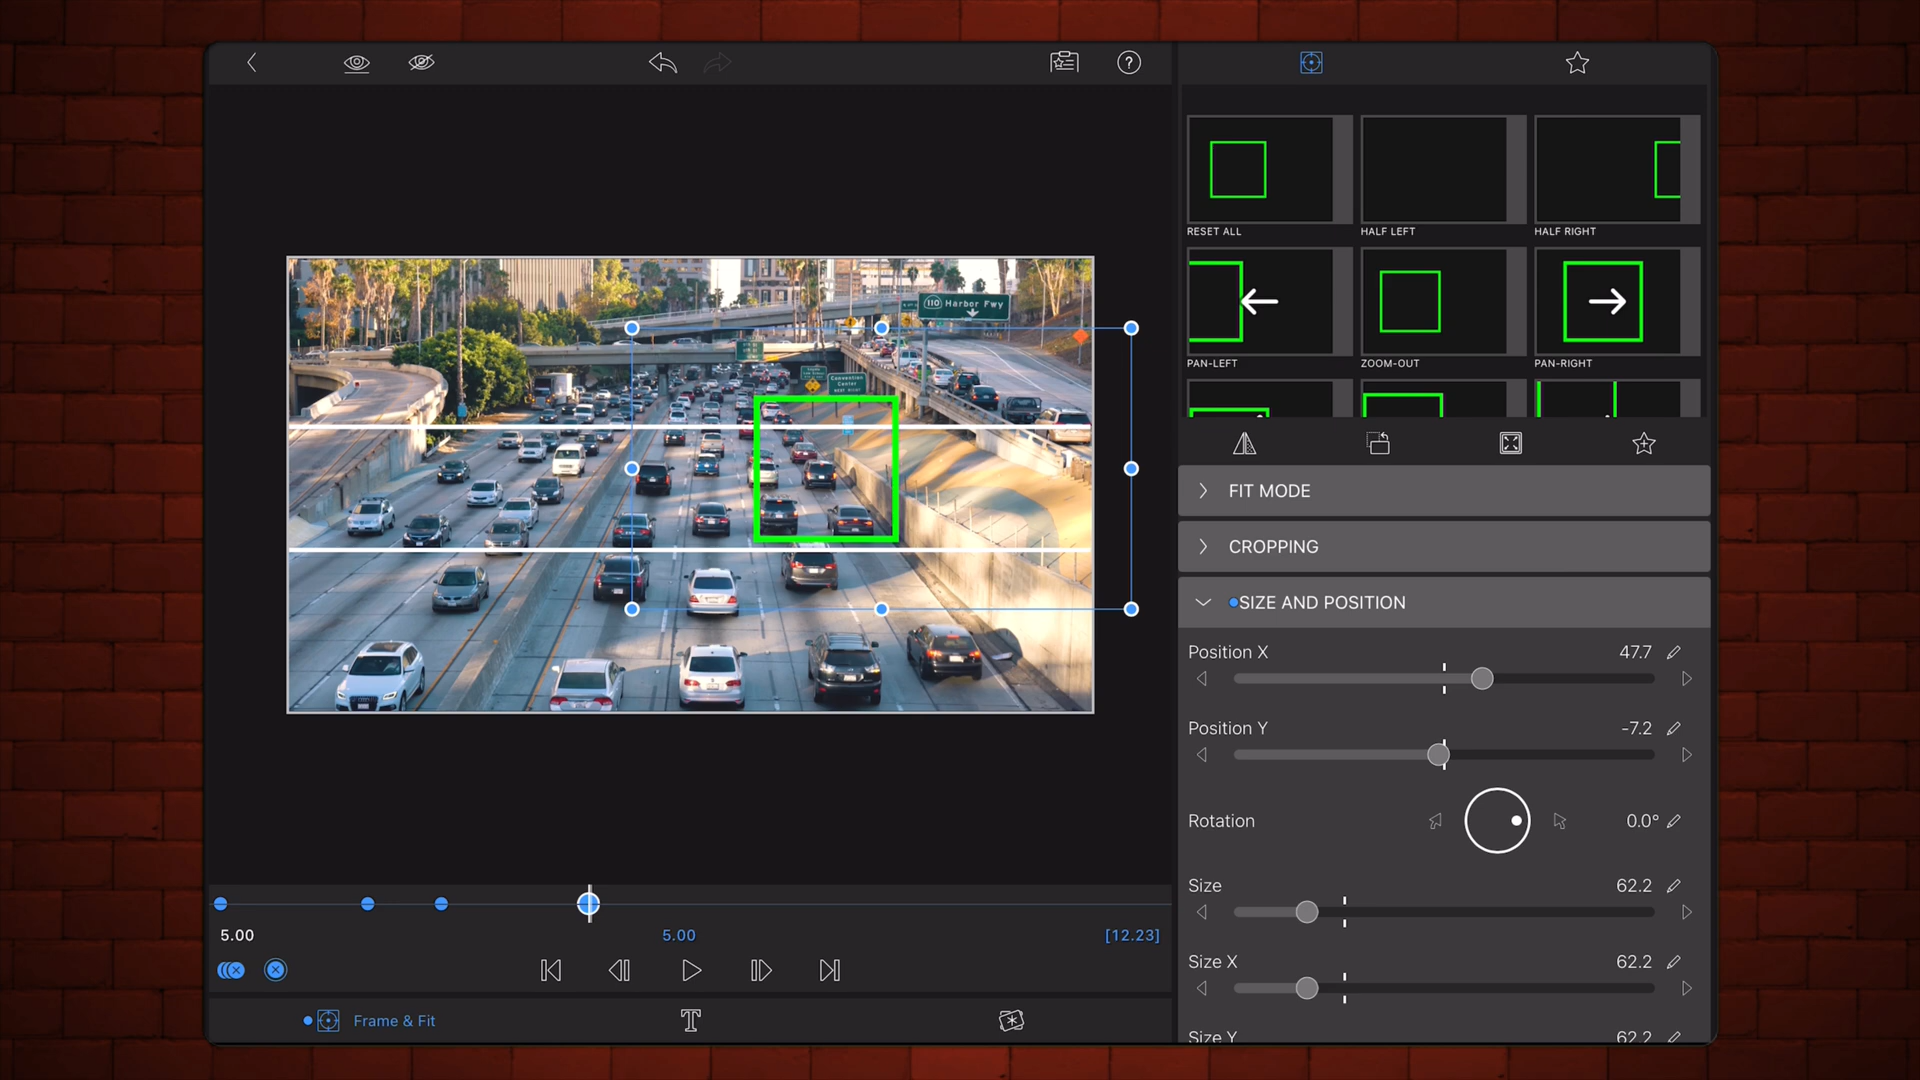 RESET ALL
HALF LEFT
HALF RIGHT
110 Harbor Fwy
Convention
Center
PAN-LEFT
ZOOM-OUT
PAN-RIGHT
FIT MODE
CROPPING
SIZE AND POSITION
Position X
47.7
Position Y
-7.2
Rotation
0.0°
Size
62.2
5.00
5.00
[12.23]
Size X
62.2
Frame & Fit
T
Size Y
62.2